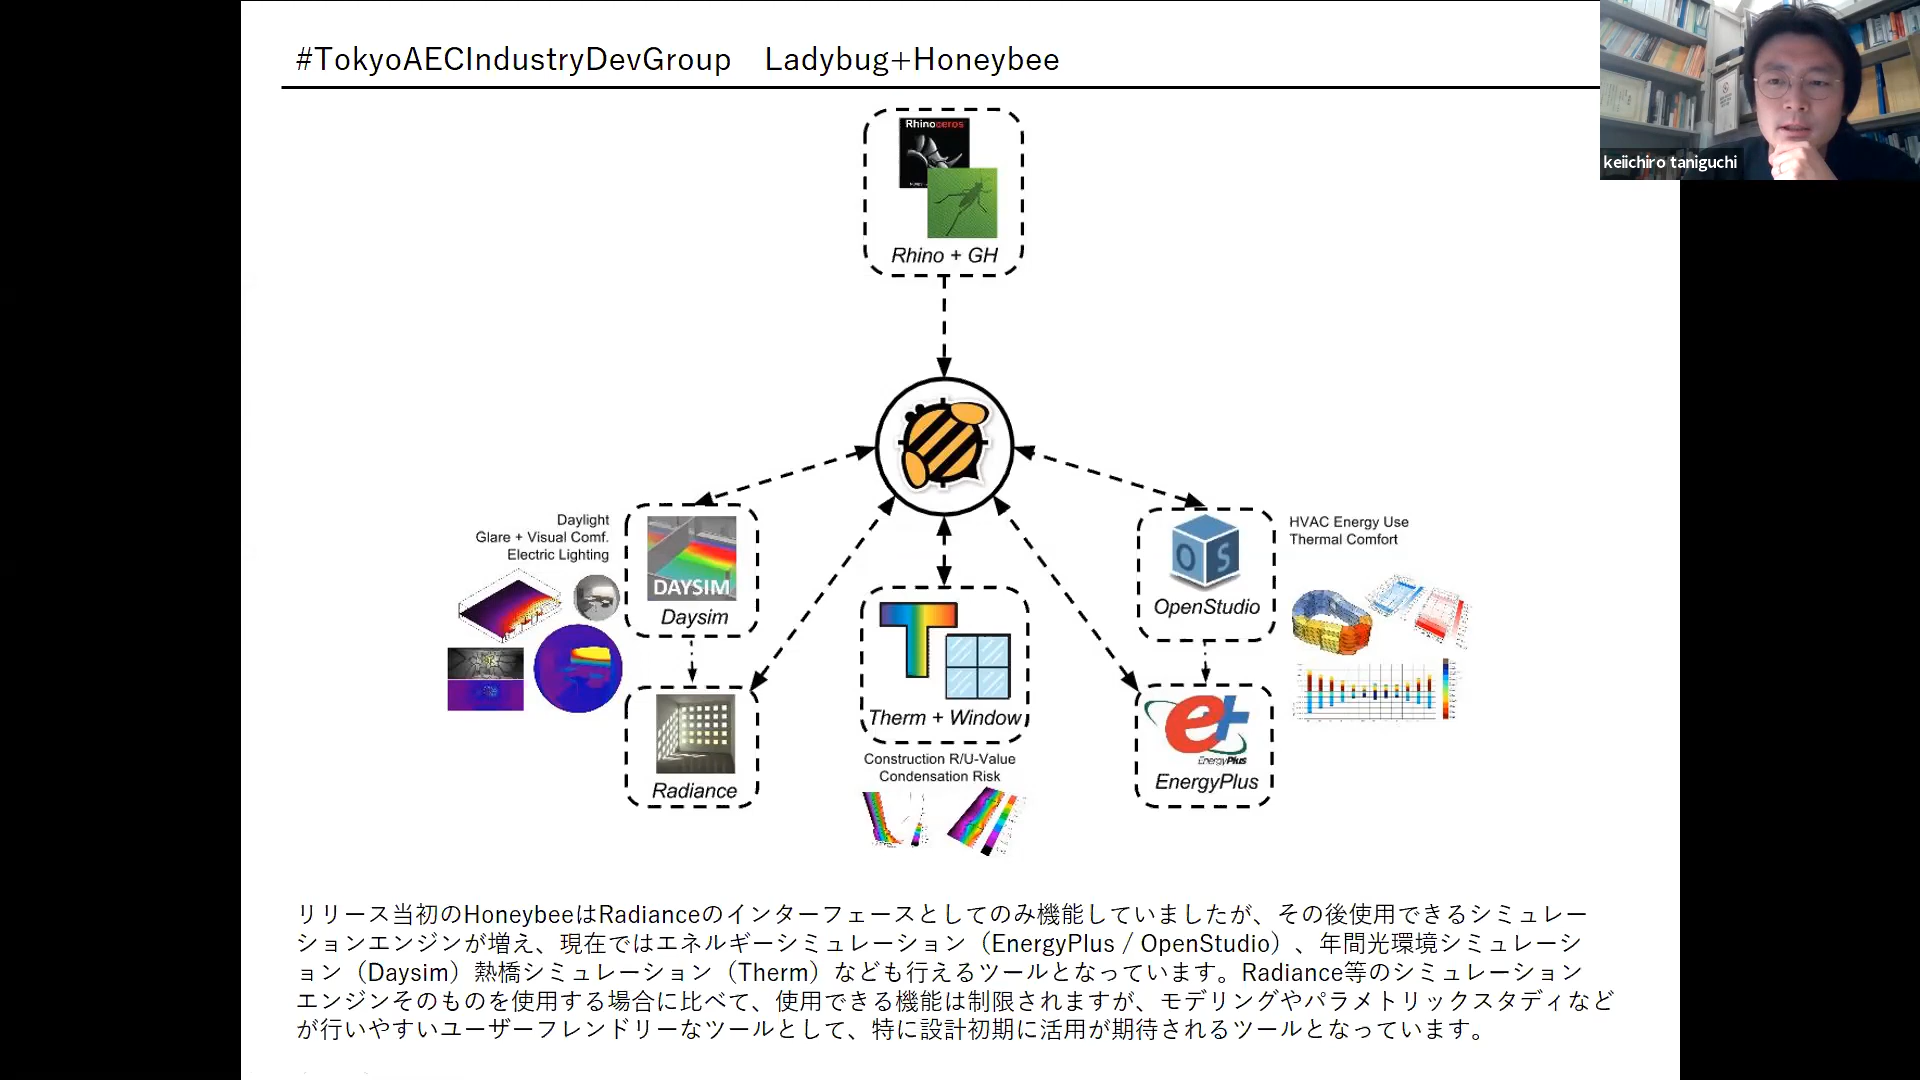 #TokyoAECIndustryDevGroup　Ladybug+Honeybee
keiichiro taniguchi
Rhinoceros
Rhino + GH
Daylight
Glare + Visual Comf.
Electric Lighting
DAYSIM
Daysim
Radiance
Therm + Window
Construction R/U-Value
Condensation Risk
OS
OpenStudio
HVAC Energy Use
Thermal Comfort
e+
EnergyPlus
EnergyPlus
リリース当初のHoneybeeはRadianceのインターフェースとしてのみ機能していましたが、その後使用できるシミュレー
ションエンジンが増え、現在ではエネルギーシミュレーション（EnergyPlus / OpenStudio）、年間光環境シミュレーシ
ョン（Daysim）熱橋シミュレーション（Therm）なども行えるツールとなっています。Radiance等のシミュレーション
エンジンそのものを使用する場合に比べて、使用できる機能は制限されますが、モデリングやパラメトリックスタディなど
が行いやすいユーザーフレンドリーなツールとして、特に設計初期に活用が期待されるツールとなっています。